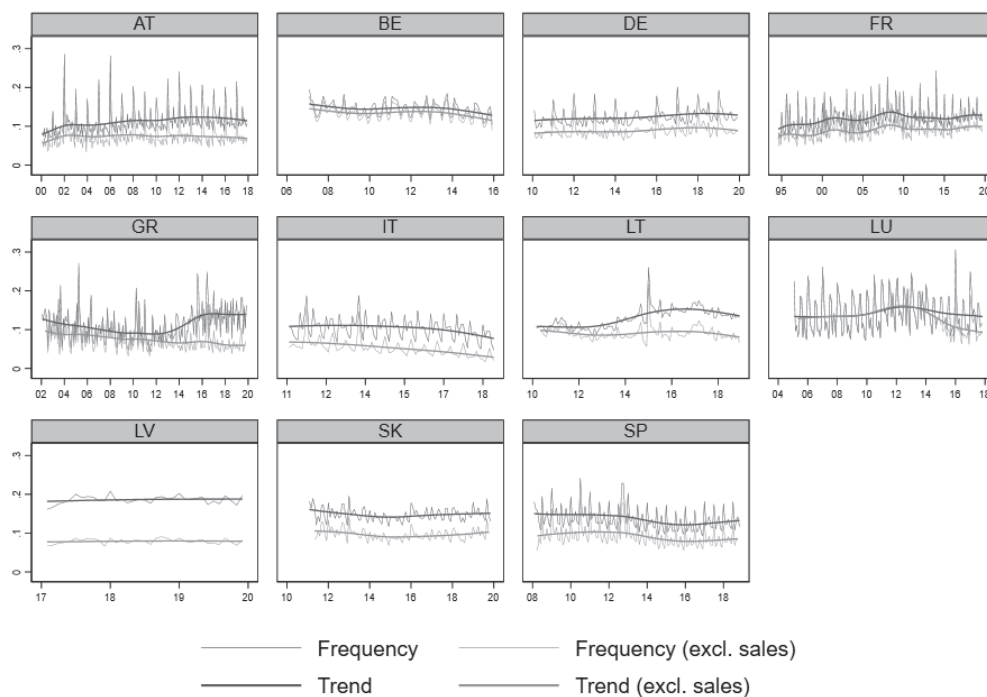 AT BE DE FR
.3
.2
.1
0
00 02 04 06 08 10 12 14 16 18
06 08 10 12 14 16
10 12 14 16 18 20
95 00 05 10 15 20
GR IT LT LU
.3
.2
.1
0
02 04 06 08 10 12 14 16 18 20
11 12 13 14 15 16 17 18
10 12 14 16 18
04 06 08 10 12 14 16 18
LV SK SP
.3
.2
.1
0
17 18 19 20
10 12 14 16 18 20
08 10 12 14 16 18
Frequency Frequency (excl. sales)
Trend Trend (excl. sales)